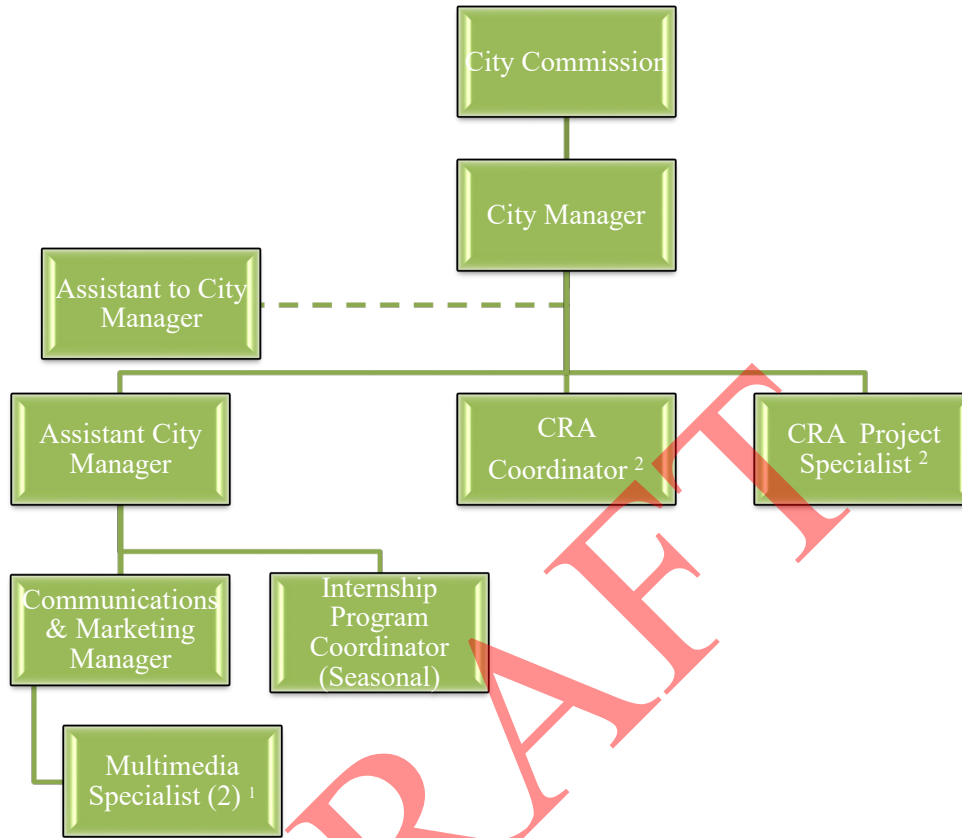 City Commission
City Manager
Assistant to City
Manager
Assistant City
Manager
CRA
Coordinator ²
CRA Project
Specialist ²
Communications
& Marketing
Manager
Internship
Program
Coordinator
(Seasonal)
Multimedia
Specialist (2) ¹
RAFT